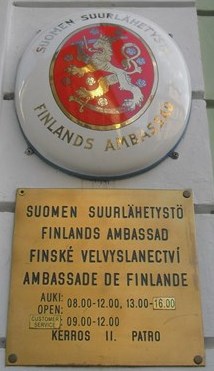 SUOMEN SUURLÄHETYSTÖ
FINLANDS AMBASSAD
SUOMEN SUURLÄHETYSTÖ
FINLANDS AMBASSAD
FINSKÉ VELVYSLANECTVÍ
AMBASSADE DE FINLANDE
AUKI:
OPEN: 08.00-12.00, 13.00-16.00
CUSTOMER SERVICE 09.00-12.00
KERROS II. PATRO